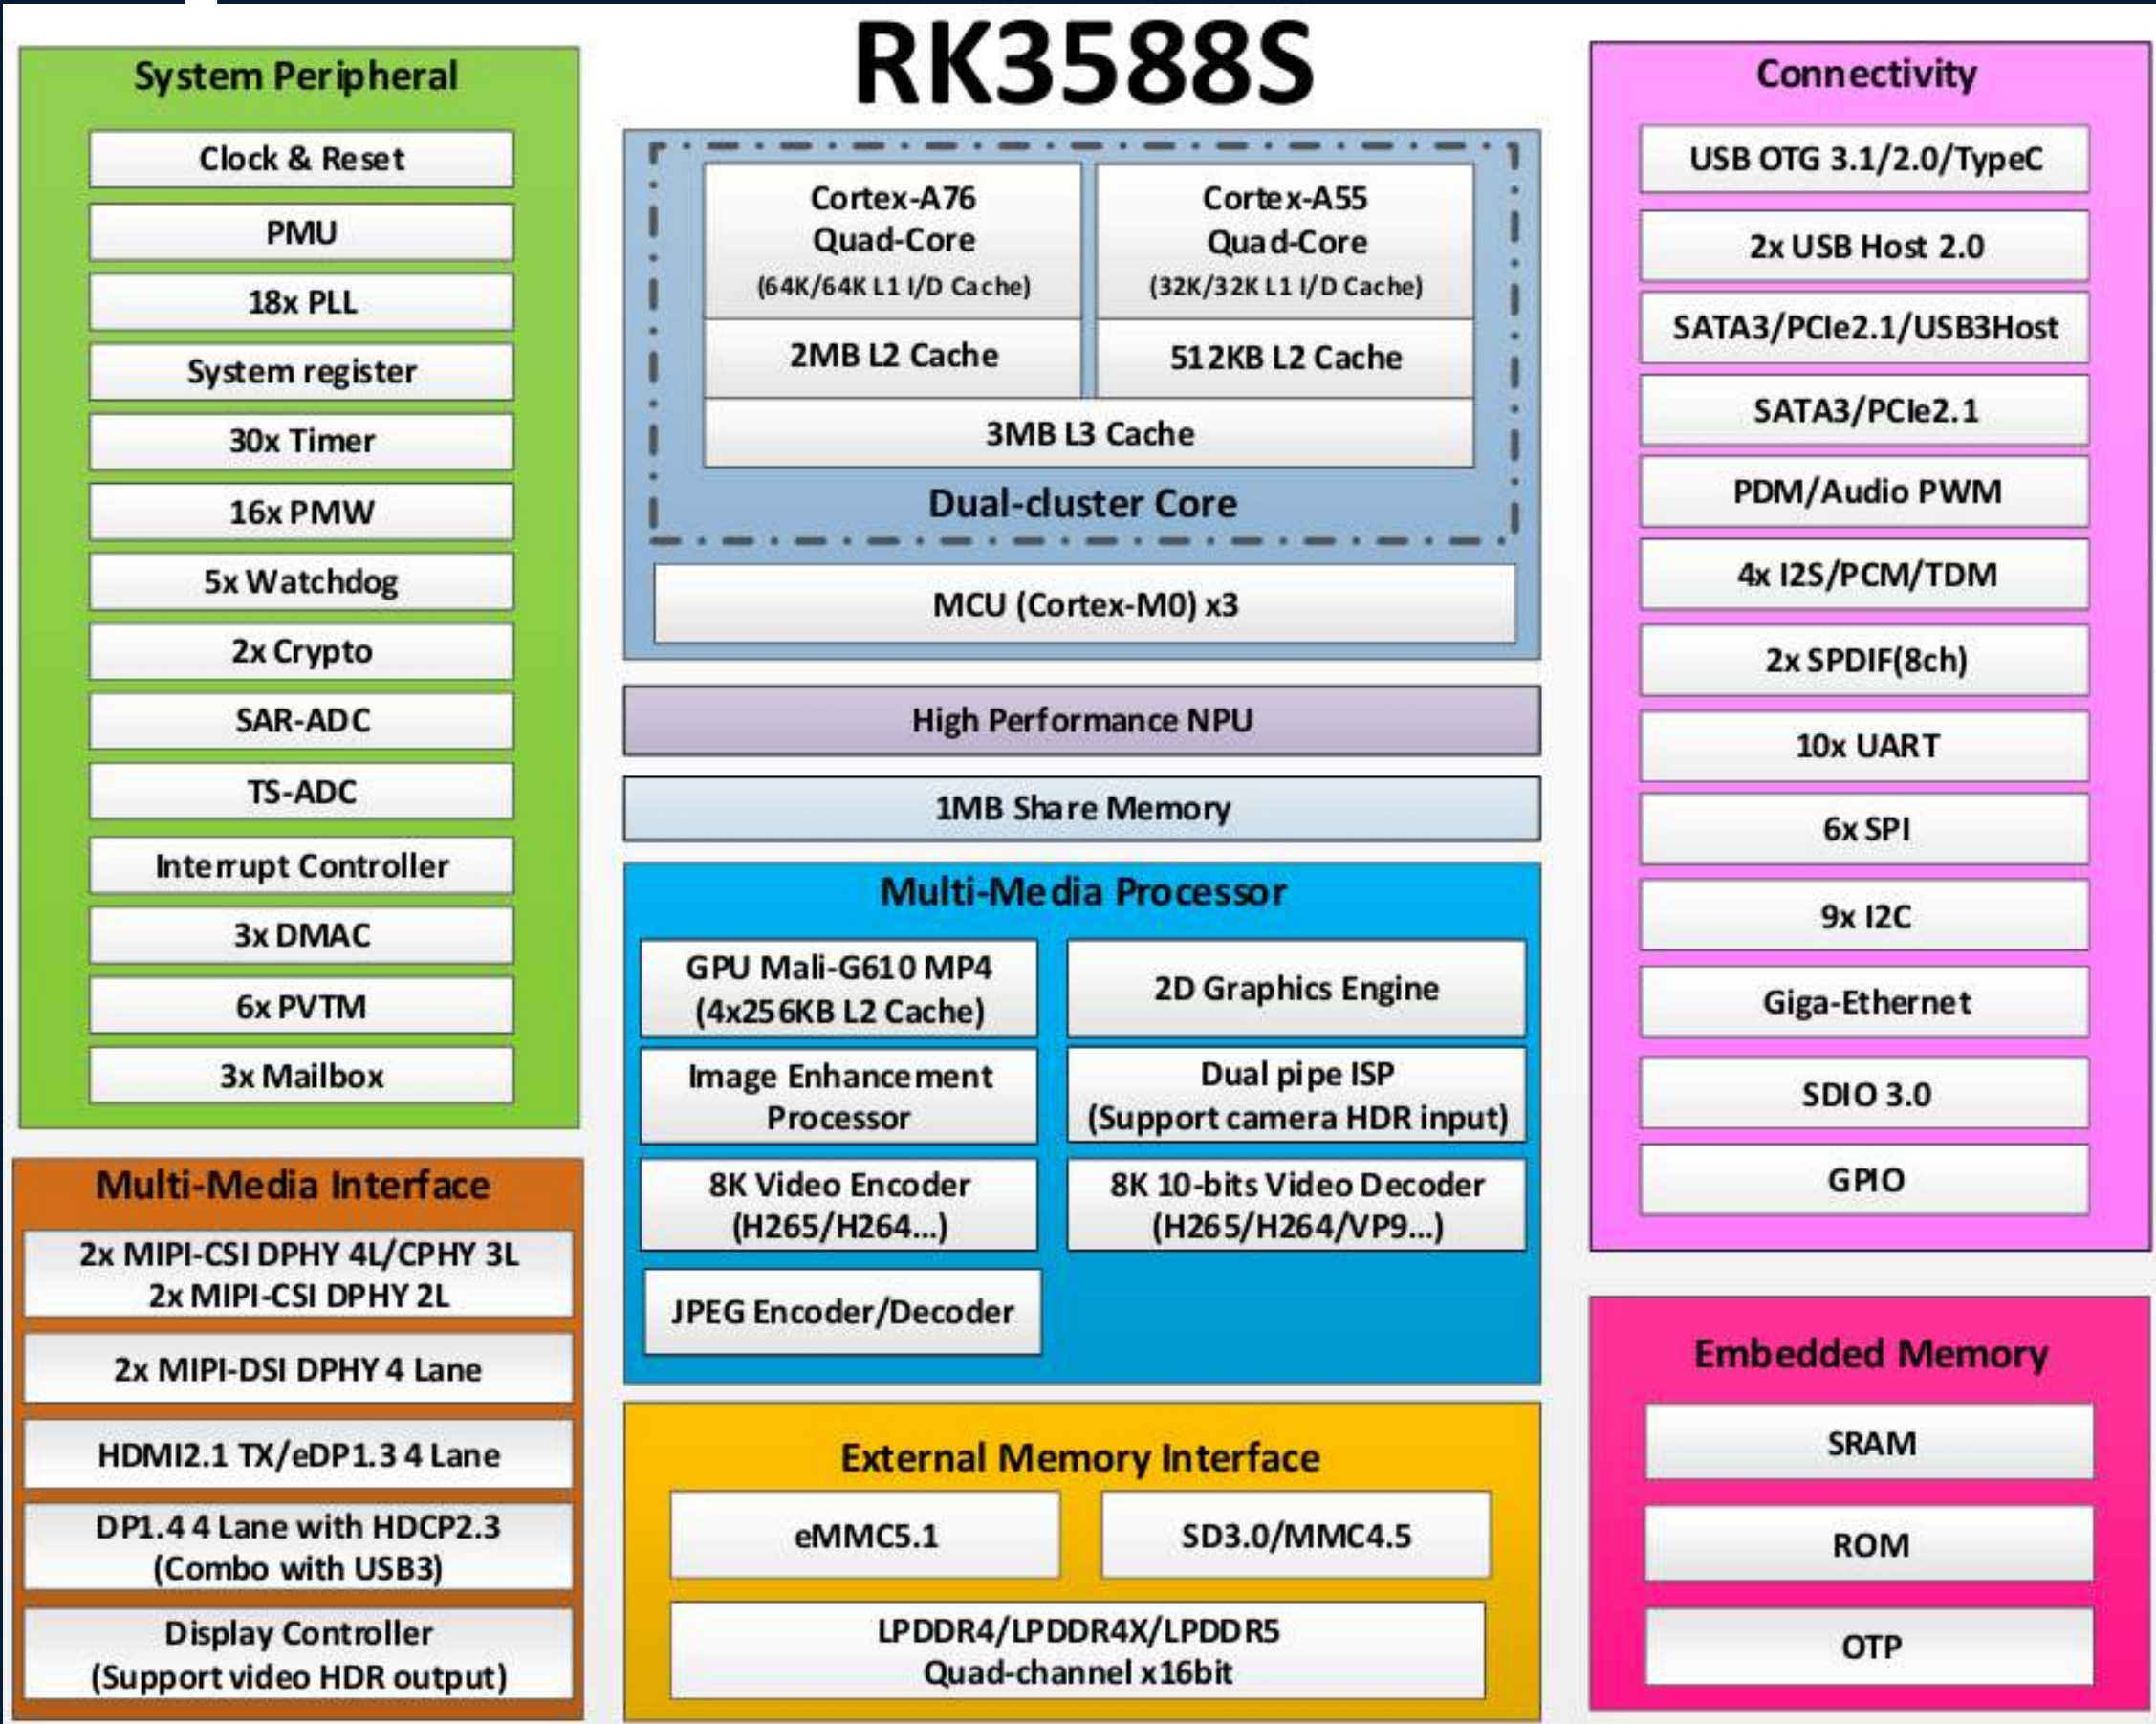 RK3588S
System Peripheral
Clock & Reset
PMU
18x PLL
System register
30x Timer
16x PMW
5x Watchdog
2x Crypto
SAR-ADC
TS-ADC
Interrupt Controller
3x DMAC
6x PVTM
3x Mailbox
Multi-Media Interface
2x MIPI-CSI DPHY 4L/CPHY 3L
2x MIPI-CSI DPHY 2L
2x MIPI-DSI DPHY 4 Lane
HDMI2.1 TX/eDP1.3 4 Lane
DP1.4 4 Lane with HDCP2.3
(Combo with USB3)
Display Controller
(Support video HDR output)
Cortex-A76
Quad-Core
(64K/64K L1 I/D Cache)
2MB L2 Cache
Cortex-A55
Quad-Core
(32K/32K L1 I/D Cache)
512KB L2 Cache
3MB L3 Cache
Dual-cluster Core
MCU (Cortex-M0) x3
High Performance NPU
1MB Share Memory
Multi-Media Processor
GPU Mali-G610 MP4
(4x256KB L2 Cache)
2D Graphics Engine
Image Enhancement
Processor
Dual pipe ISP
(Support camera HDR input)
8K Video Encoder
(H265/H264...)
8K 10-bits Video Decoder
(H265/H264/VP9...)
JPEG Encoder/Decoder
External Memory Interface
eMMC5.1
SD3.0/MMC4.5
LPDDR4/LPDDR4X/LPDDR5
Quad-channel x16bit
Connectivity
USB OTG 3.1/2.0/TypeC
2x USB Host 2.0
SATA3/PCIe2.1/USB3Host
SATA3/PCIe2.1
PDM/Audio PWM
4x I2S/PCM/TDM
2x SPDIF(8ch)
10x UART
6x SPI
9x I2C
Giga-Ethernet
SDIO 3.0
GPIO
Embedded Memory
SRAM
ROM
OTP